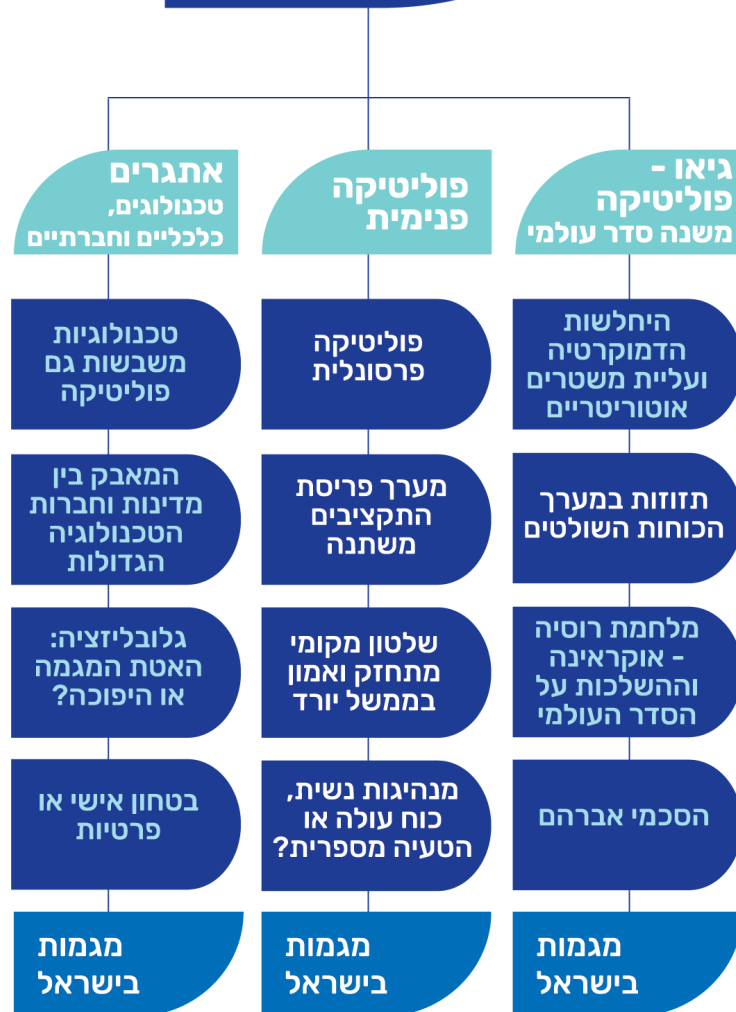 גיאו -
פוליטיקה
משנה סדר עולמי
היחלשות
הדמוקרטיה
ועליית משטרים
אוטוריטריים
תזוזות במערך
הכוחות השולטים
מלחמת רוסיה
- אוקראינה
וההשלכות על
הסדר העולמי
הסכמי אברהם
מגמות
בישראל
פוליטיקה
פנימית
פוליטיקה
פרסונלית
מערך פריסת
התקציבים
משתנה
שלטון מקומי
מתחזק ואמון
בממשל יורד
מנהיגות נשית,
כוח עולה או
הטעיה מספרית?
מגמות
בישראל
אתגרים
טכנולוגים,
כלכליים וחברתיים
טכנולוגיות
משבשות גם
פוליטיקה
המאבק בין
מדינות וחברות
הטכנולוגיה
הגדולות
גלובליזציה:
האטת המגמה
או היפוכה?
בטחון אישי או
פרטיות
מגמות
בישראל